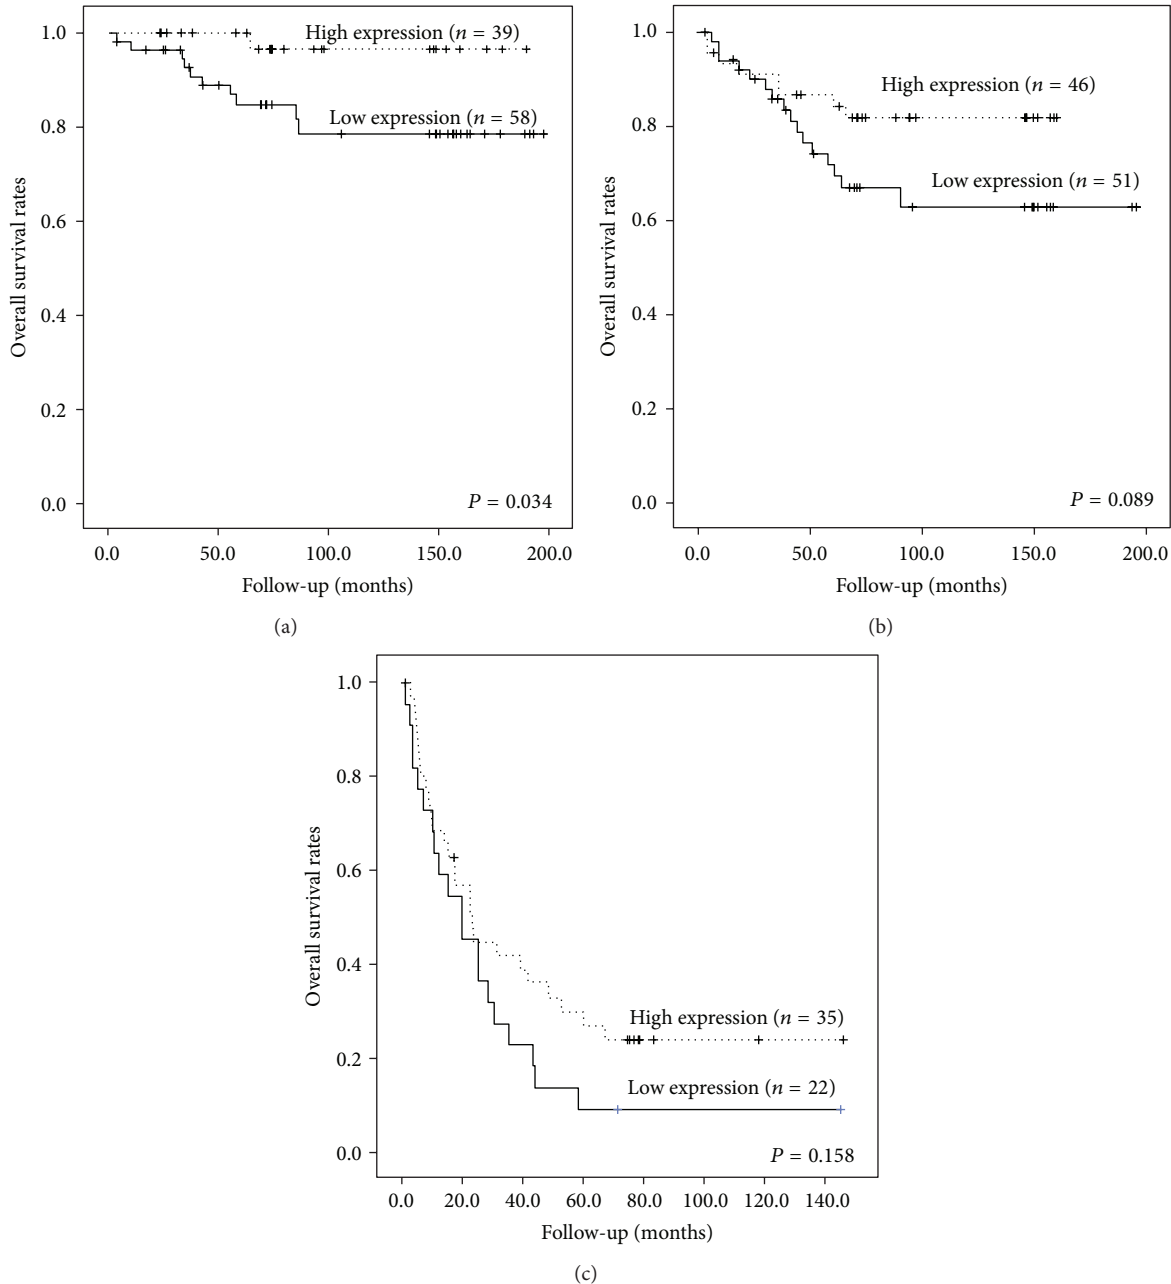 1.0
0.8
0.6
0.4
0.2
0.0
Overall survival rates
High expression (n = 39)
Low expression (n = 58)
P = 0.034
0.0 50.0 100.0 150.0 200.0
Follow-up (months)
(a)
1.0
0.8
0.6
0.4
0.2
0.0
Overall survival rates
High expression (n = 46)
Low expression (n = 51)
P = 0.089
0.0 50.0 100.0 150.0 200.0
Follow-up (months)
(b)
1.0
0.8
0.6
0.4
0.2
0.0
Overall survival rates
High expression (n = 35)
Low expression (n = 22)
P = 0.158
0.0 20.0 40.0 60.0 80.0 100.0 120.0 140.0
Follow-up (months)
(c)